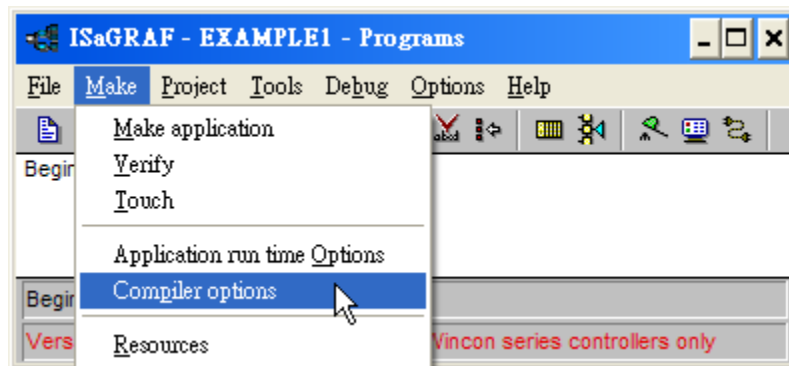 ISaGRAF - EXAMPLE1 - Programs
File Make Project Tools Debug Options Help
Make application
Verify
Touch
Application run time Options
Compiler options
Resources
Begin
Begin
Vers
Wincon series controllers only